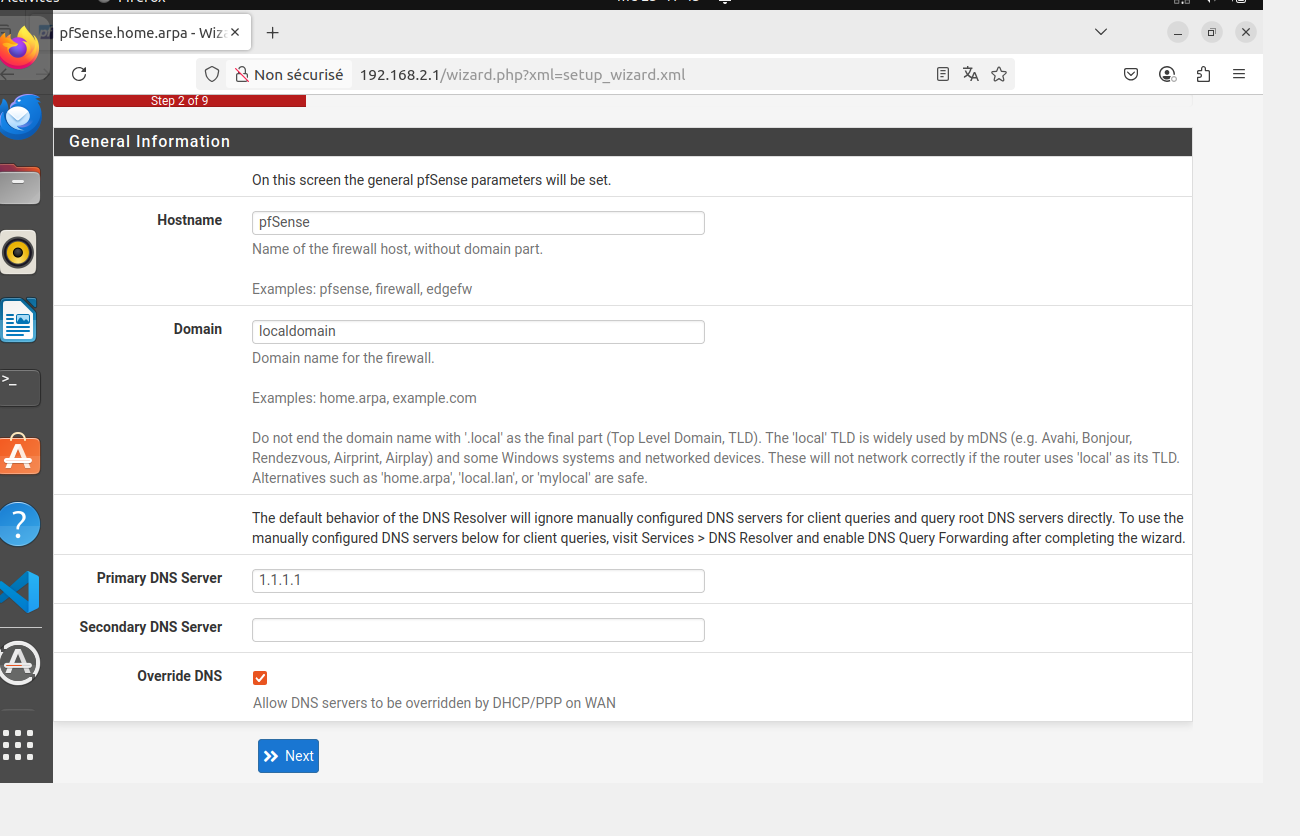 pfSense.home.arpa - Wiz
Non sécurisé
192.168.2.1/wizard.php?xml=setup_wizard.xml
Step 2 of 9
General Information
On this screen the general pfSense parameters will be set.
Hostname
pfSense
Name of the firewall host, without domain part.
Examples: pfsense, firewall, edgefw
Domain
localdomain
Domain name for the firewall.
Examples: home.arpa, example.com
Do not end the domain name with '.local' as the final part (Top Level Domain, TLD). The 'local' TLD is widely used by mDNS (e.g. Avahi, Bonjour,
Rendezvous, Airprint, Airplay) and some Windows systems and networked devices. These will not network correctly if the router uses 'local' as its TLD.
Alternatives such as 'home.arpa', 'local.lan', or 'mylocal' are safe.
The default behavior of the DNS Resolver will ignore manually configured DNS servers for client queries and query root DNS servers directly. To use the
manually configured DNS servers below for client queries, visit Services > DNS Resolver and enable DNS Query Forwarding after completing the wizard.
Primary DNS Server
1.1.1.1
Secondary DNS Server
Override DNS
Allow DNS servers to be overridden by DHCP/PPP on WAN
Next